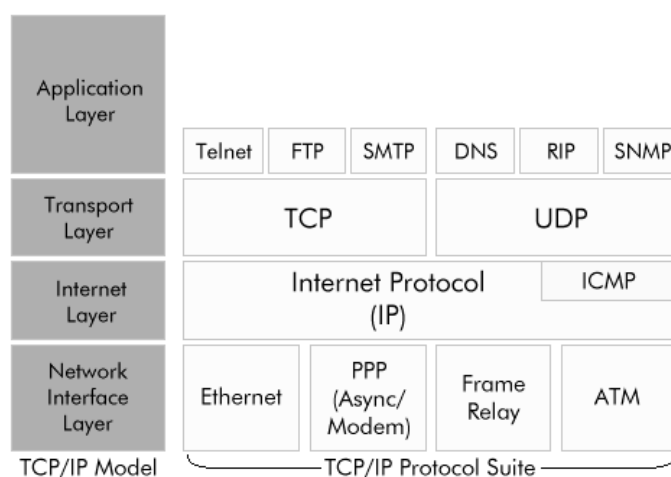 Application
Layer
Telnet FTP SMTP DNS RIP SNMP
Transport
Layer
TCP UDP
Internet
Layer
Internet Protocol
(IP)
ICMP
Network
Interface
Layer
Ethernet
PPP
(Async/
Modem)
Frame
Relay
ATM
TCP/IP Model TCP/IP Protocol Suite